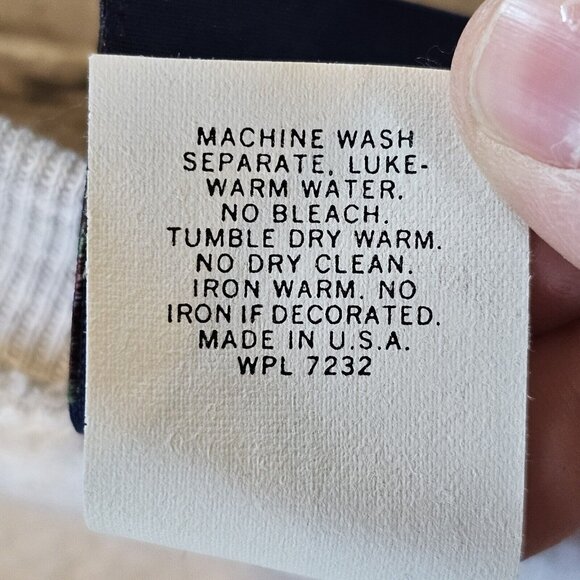 MACHINE WASH
SEPARATE, LUKE-
WARM WATER.
NO BLEACH.
TUMBLE DRY WARM.
NO DRY CLEAN.
IRON WARM. NO
IRON IF DECORATED.
MADE IN U.S.A.
WPL 7232